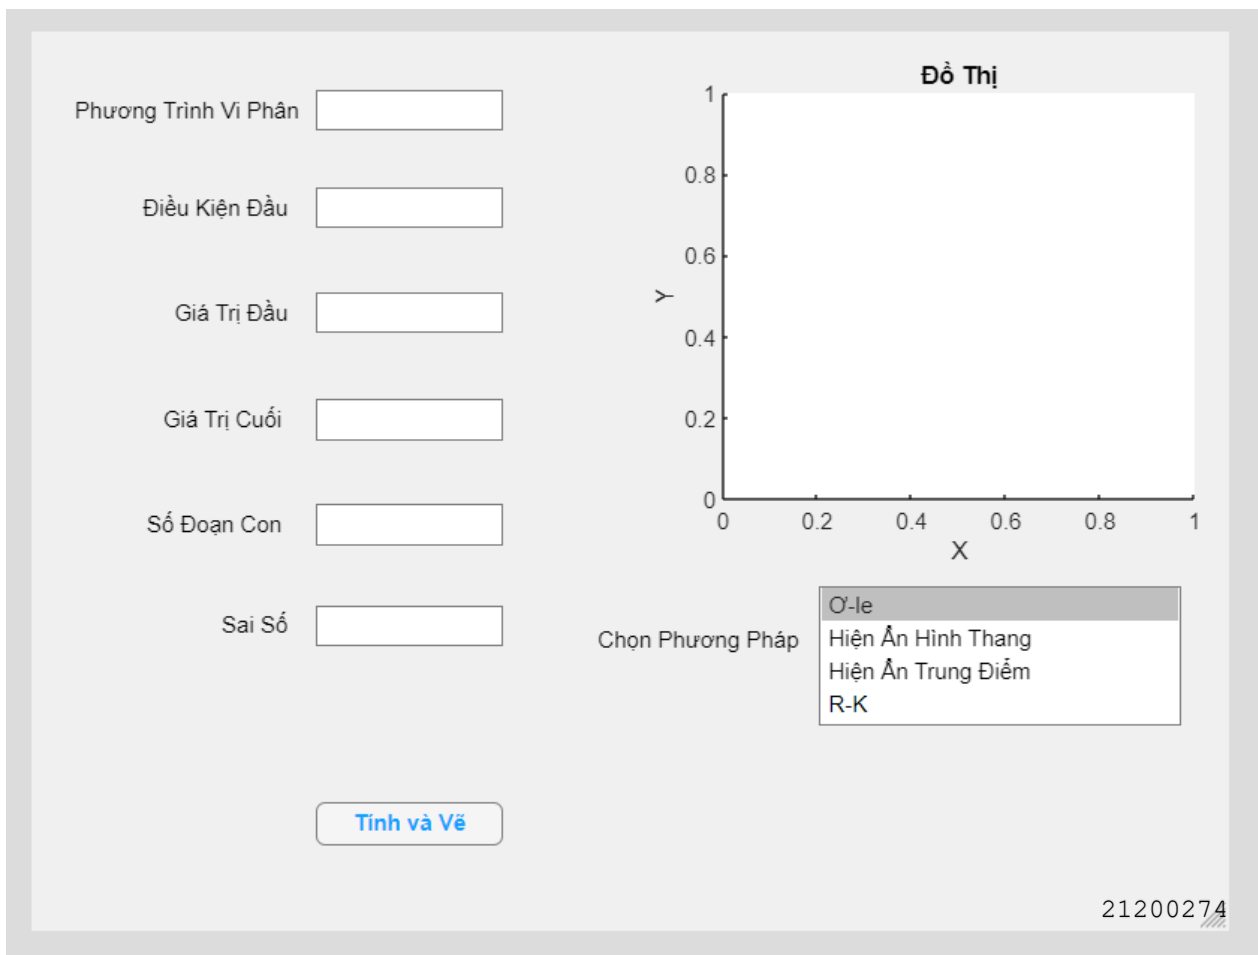 Phương Trình Vi Phân
Điều Kiện Đầu
Giá Trị Đầu
Giá Trị Cuối
Số Đoạn Con
Sai Số
Tính và Vẽ
Đồ Thị
1
0.8
0.6
Y
0.4
0.2
0
0 0.2 0.4 0.6 0.8 1
X
Chọn Phương Pháp
Ơ-le
Hiện Ẩn Hình Thang
Hiện Ẩn Trung Điểm
R-K
21200274